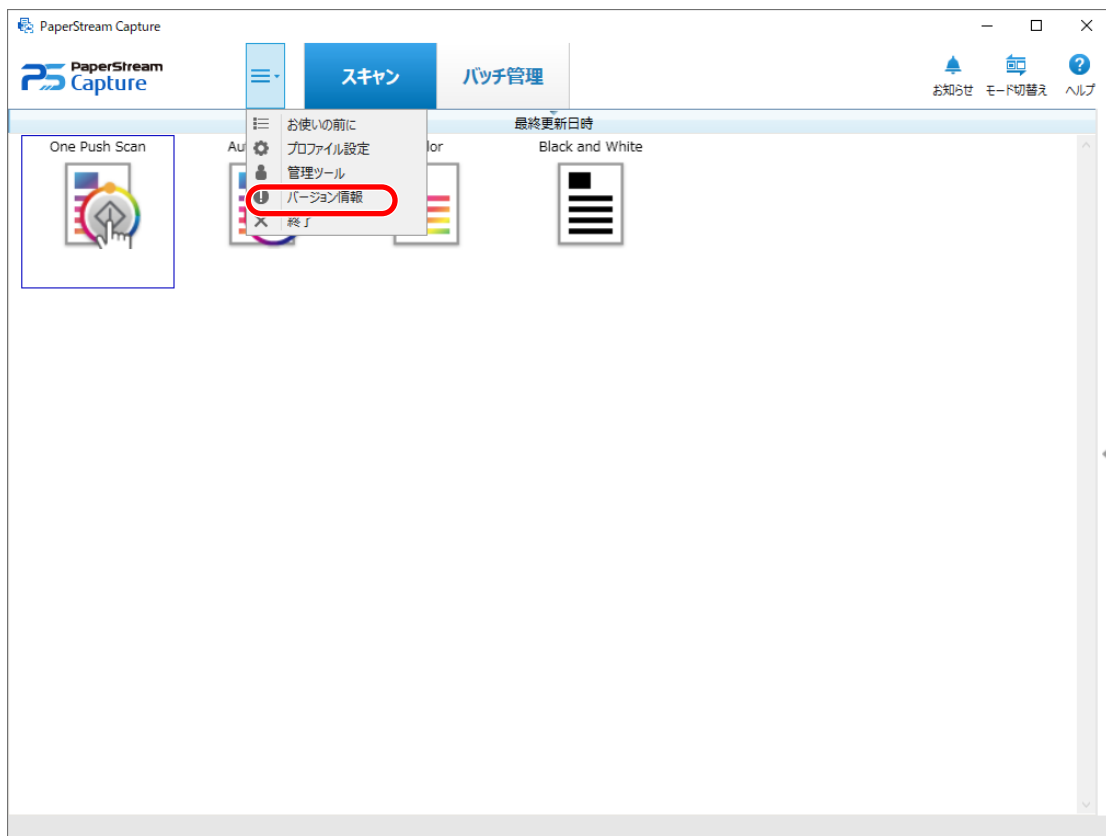 PaperStream Capture
PaperStream
Capture
スキャン
バッチ管理
お知らせ
モード切替え
ヘルプ
最終更新日時
お使いの前に
プロファイル設定
管理ツール
バージョン情報
終了
One Push Scan
Au
lor
Black and White